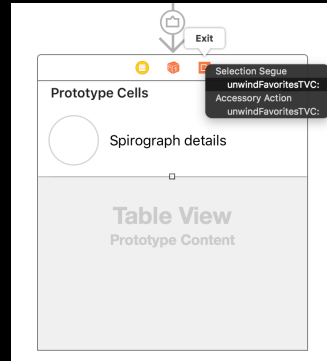 Exit
Selection Segue
unwindFavoritesTVC:
Accessory Action
unwindFavoritesTVC:
Prototype Cells
Spirograph details
Table View
Prototype Content